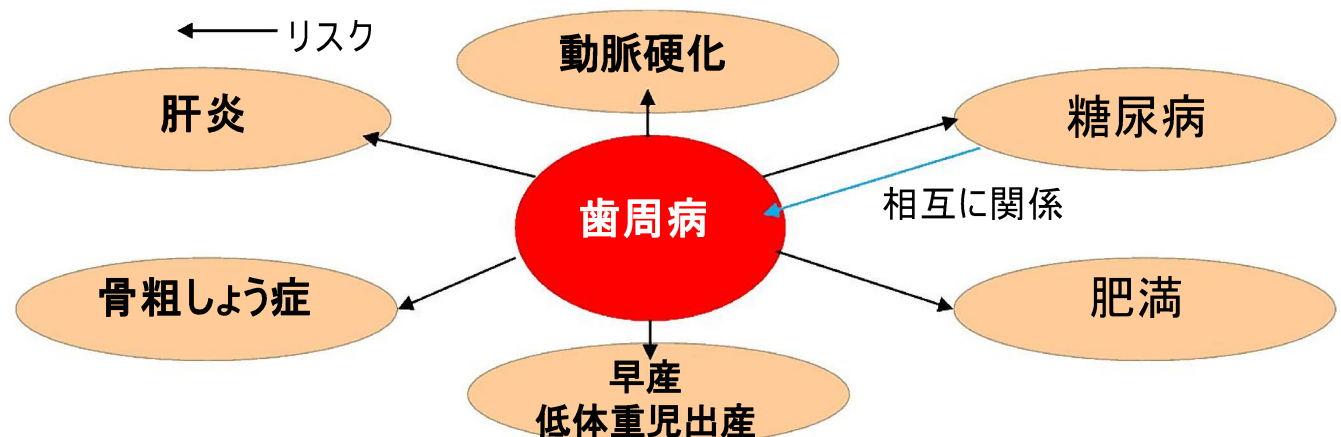 リスク
動脈硬化
肝炎
糖尿病
相互に関係
歯周病
骨粗しょう症
肥満
早産
低体重児出産